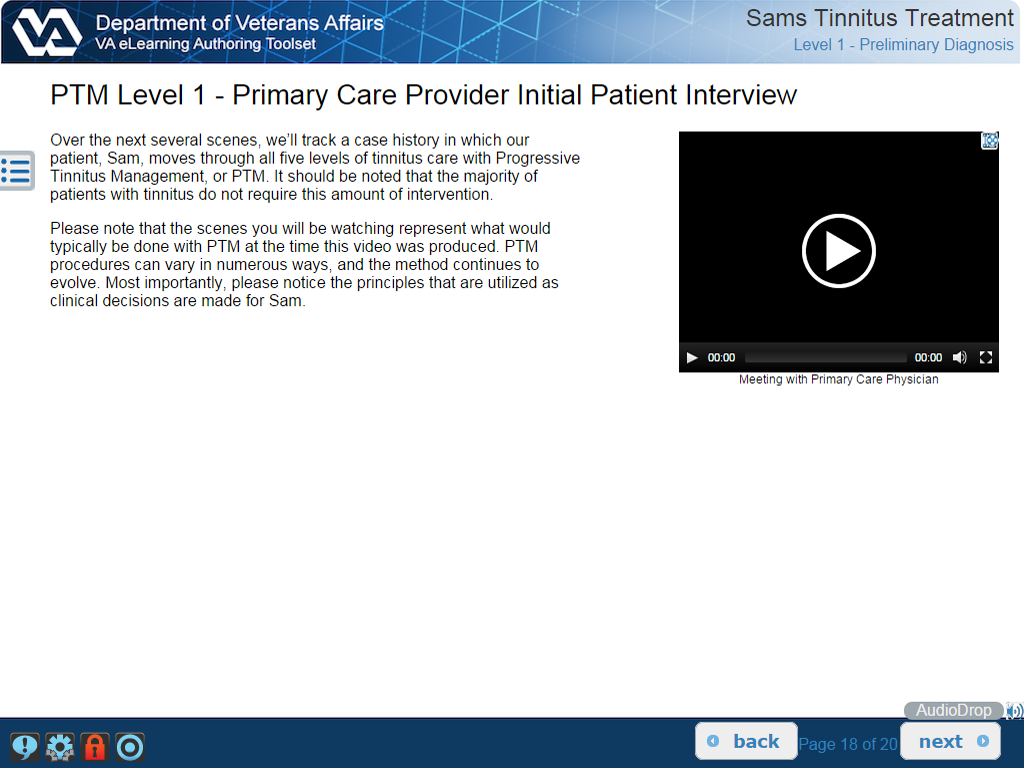 VA
Department of Veterans Affairs
VA eLearning Authoring Toolset
Sams Tinnitus Treatment
Level 1 - Preliminary Diagnosis
PTM Level 1 - Primary Care Provider Initial Patient Interview
Over the next several scenes, we'll track a case history in which our
patient, Sam, moves through all five levels of tinnitus care with Progressive
Tinnitus Management, or PTM. It should be noted that the majority of
patients with tinnitus do not require this amount of intervention.
Please note that the scenes you will be watching represent what would
typically be done with PTM at the time this video was produced. PTM
procedures can vary in numerous ways, and the method continues to
evolve. Most importantly, please notice the principles that are utilized as
clinical decisions are made for Sam.
00:00
00:00
Meeting with Primary Care Physician
AudioDrop
back
Page 18 of 20
next